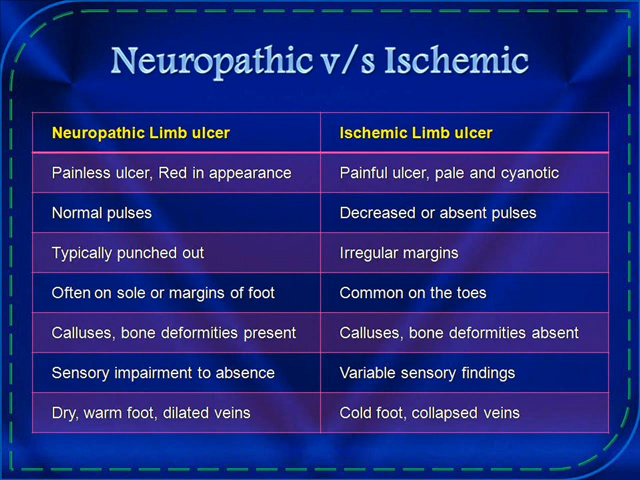 Neuropathic v/s Ischemic
Neuropathic Limb ulcer
Ischemic Limb ulcer
Painless ulcer, Red in appearance
Painful ulcer, pale and cyanotic
Normal pulses
Decreased or absent pulses
Typically punched out
Irregular margins
Often on sole or margins of foot
Common on the toes
Calluses, bone deformities present
Calluses, bone deformities absent
Sensory impairment to absence
Variable sensory findings
Dry, warm foot, dilated veins
Cold foot, collapsed veins